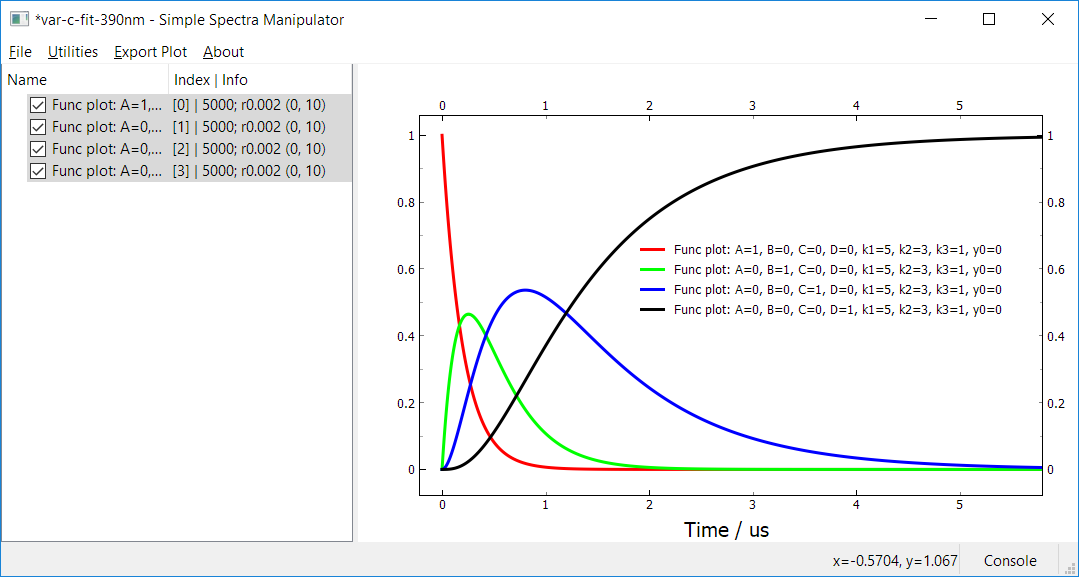 *var-c-fit-390nm - Simple Spectra Manipulator
File Utilities Export Plot About
Name Index | Info
Func plot: A=1,... [0] | 5000; r0.002 (0, 10)
Func plot: A=0,... [1] | 5000; r0.002 (0, 10)
Func plot: A=0,... [2] | 5000; r0.002 (0, 10)
Func plot: A=0,... [3] | 5000; r0.002 (0, 10)
0 1 2 3 4 5
1 1
0.8 0.8
0.6 0.6
0.4 0.4
0.2 0.2
0 0
Func plot: A=1, B=0, C=0, D=0, k1=5, k2=3, k3=1, y0=0
Func plot: A=0, B=1, C=0, D=0, k1=5, k2=3, k3=1, y0=0
Func plot: A=0, B=0, C=1, D=0, k1=5, k2=3, k3=1, y0=0
Func plot: A=0, B=0, C=0, D=1, k1=5, k2=3, k3=1, y0=0
0 1 2 3 4 5
Time / us
x=-0.5704, y=1.067 Console